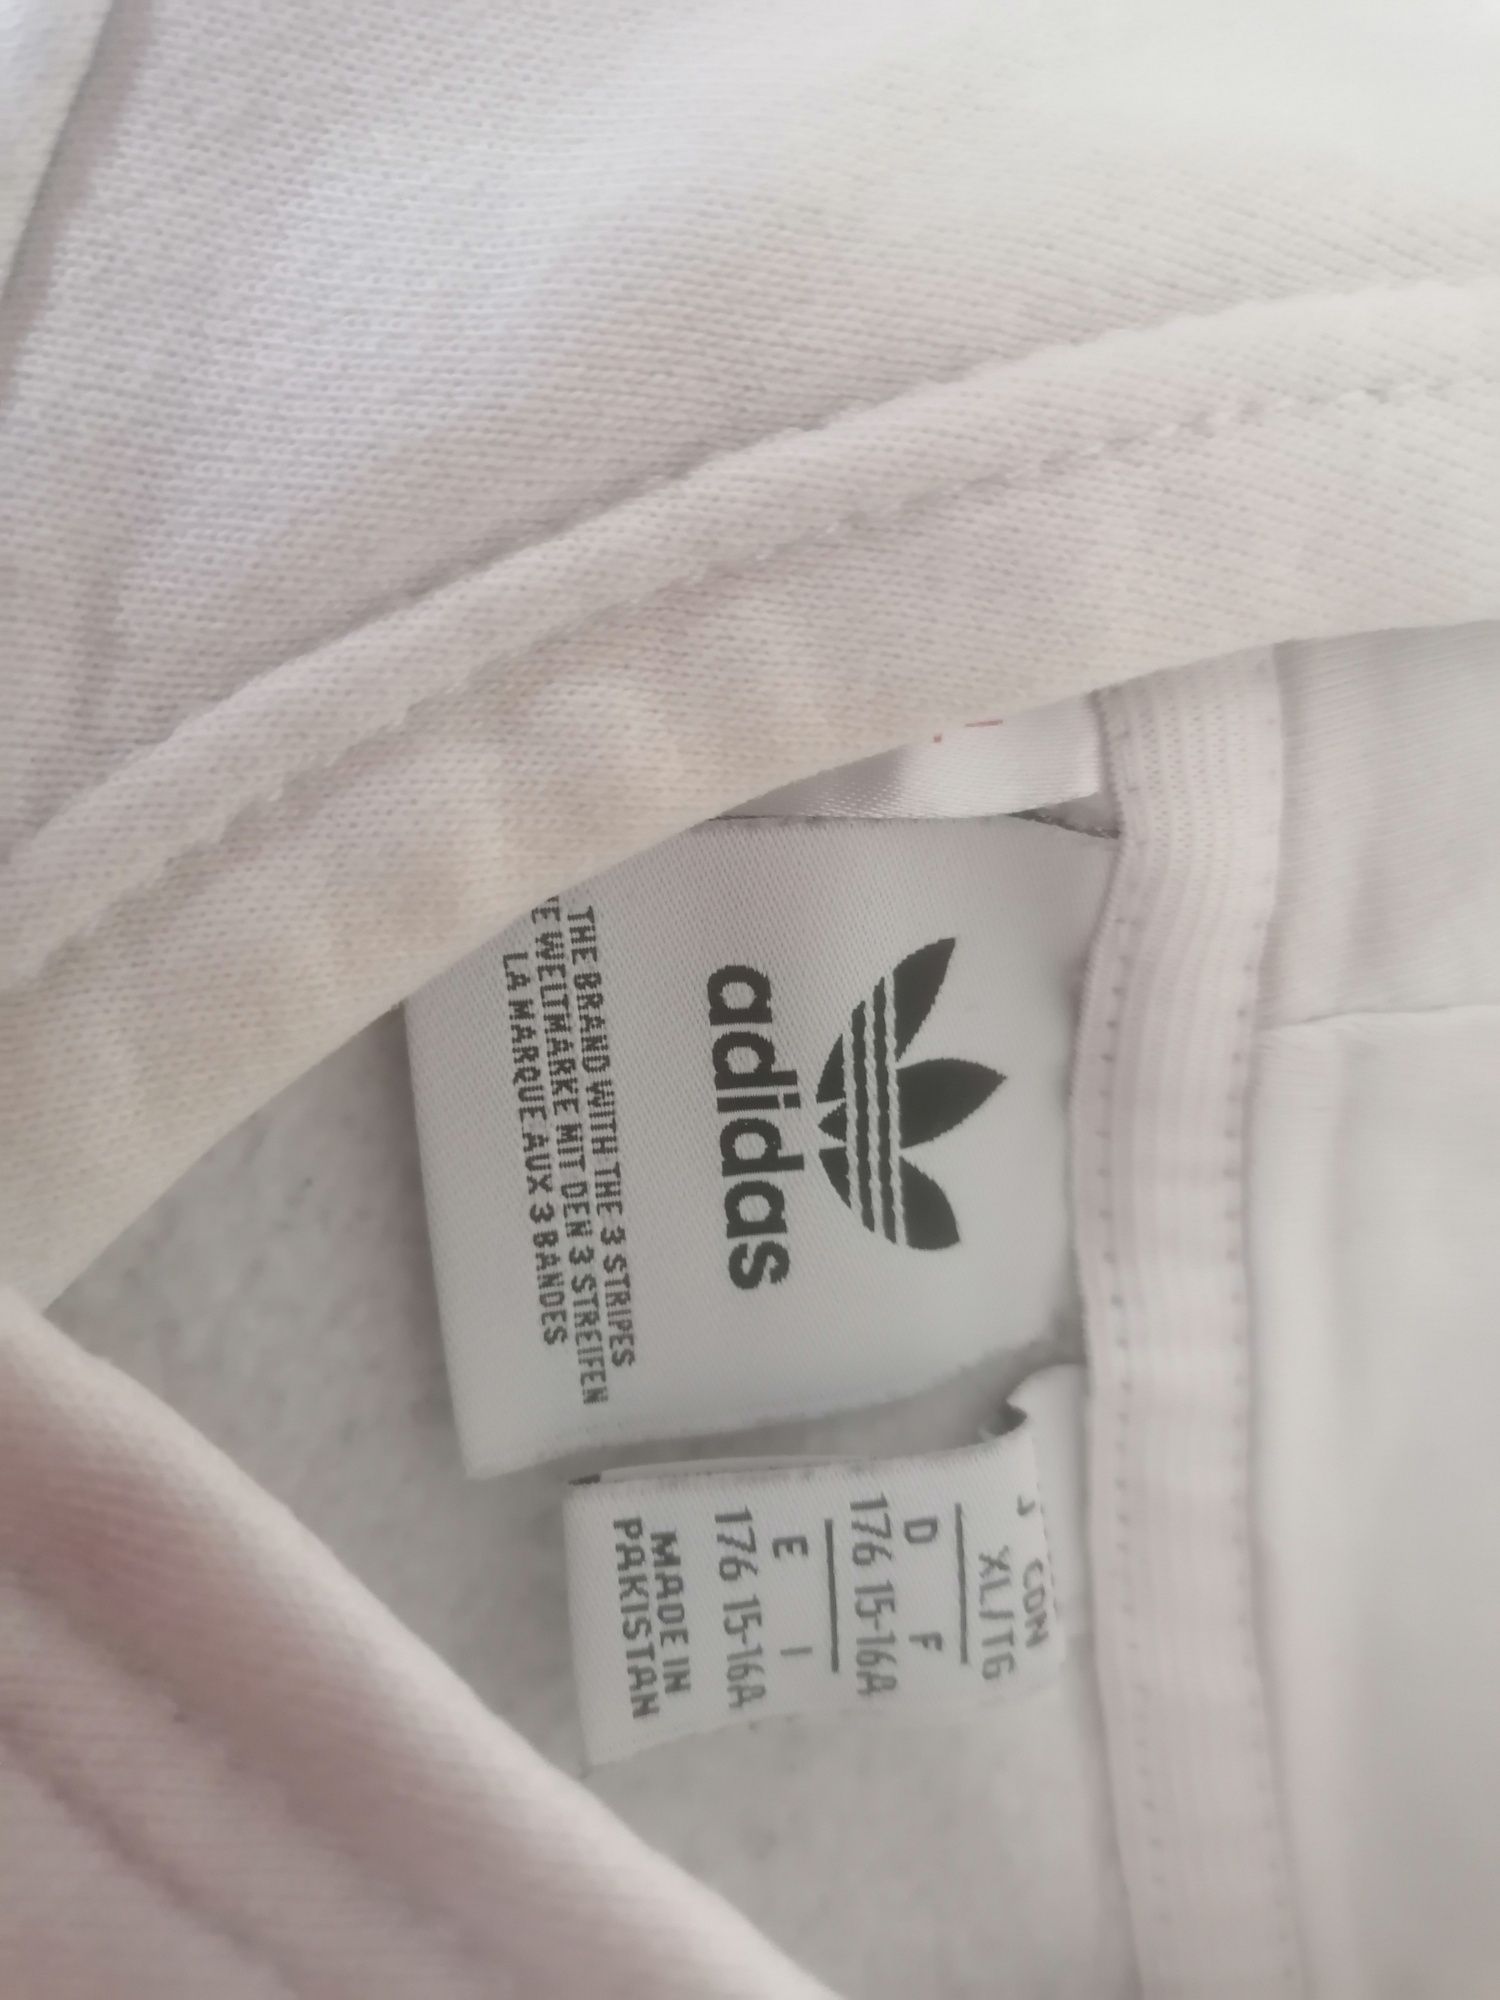 adidas
THE BRAND WITH THE 3 STRIPES
WELTMARKE MIT DEN 3 STREIFEN
LA MARQUE AUX 3 BANDES
J CDN
XL/TG
D F
176 15-16A
E I
176 15-16A
MADE IN
PAKISTAN